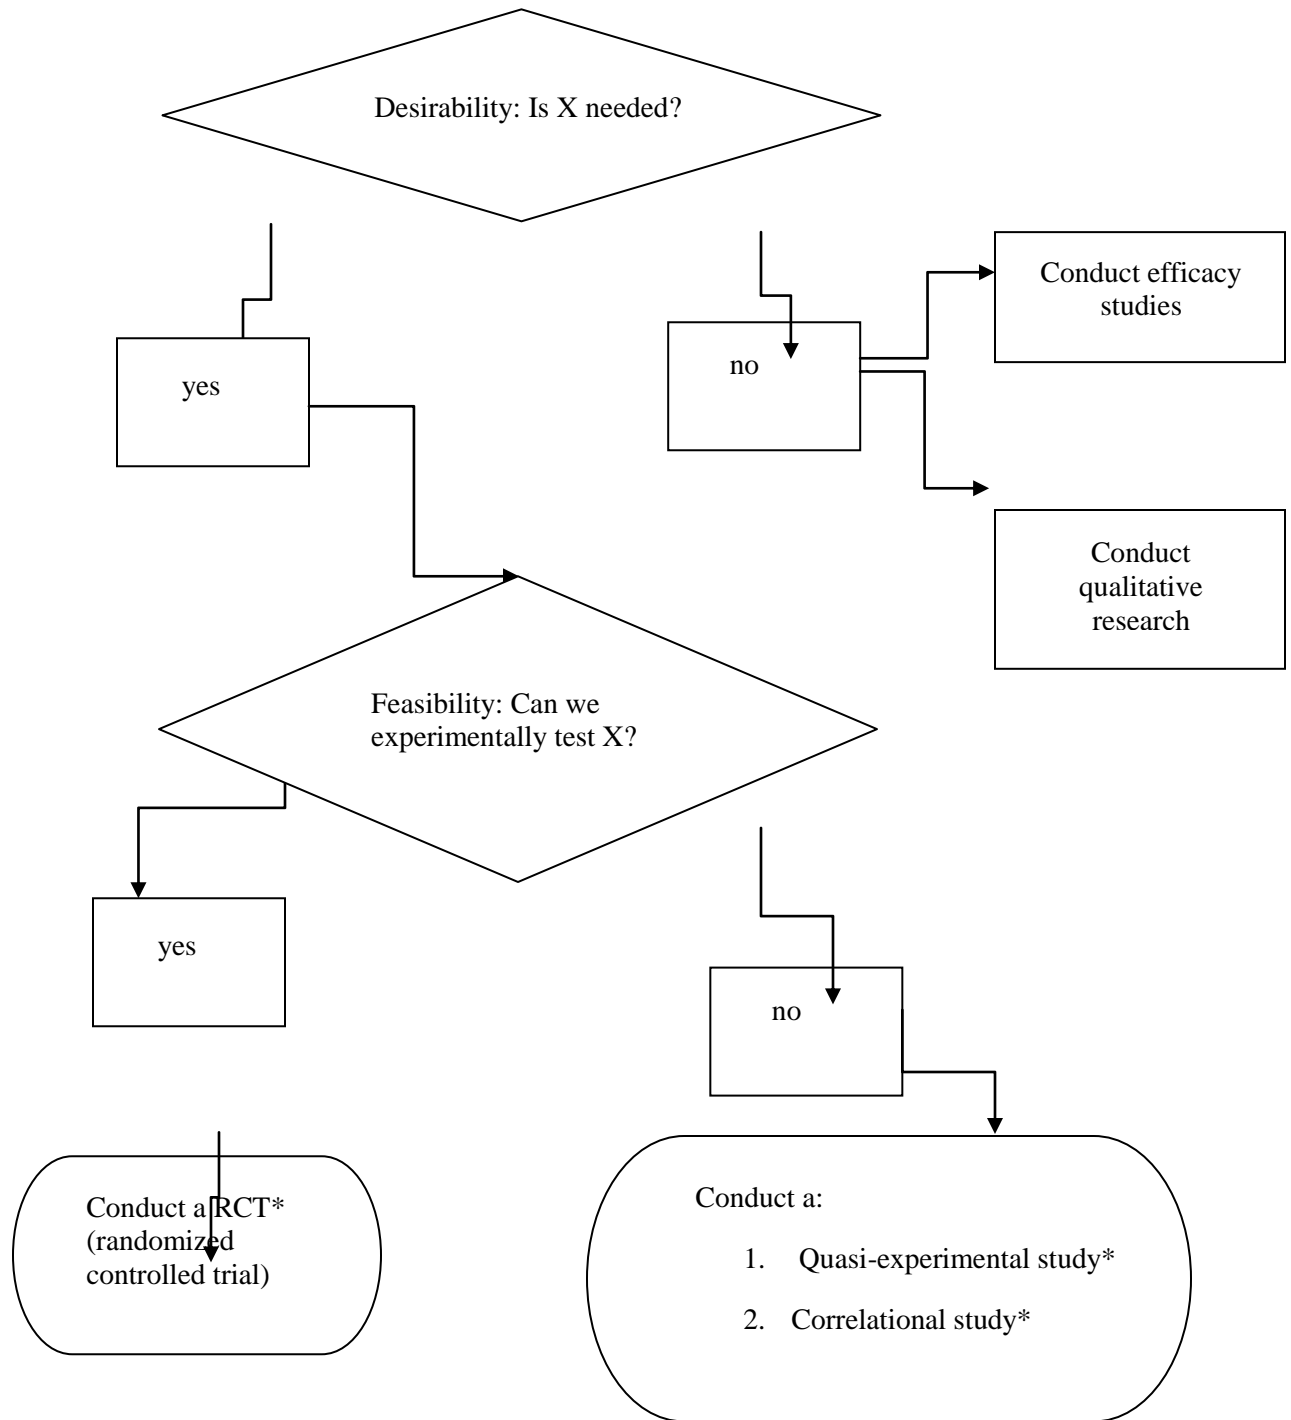 Desirability: Is X needed?
Conduct efficacy
studies
yes
no
Conduct
qualitative
research
Feasibility: Can we
experimentally test X?
yes
no
Conduct a RCT*
(randomized
controlled trial)
Conduct a:
1. Quasi-experimental study*
2. Correlational study*